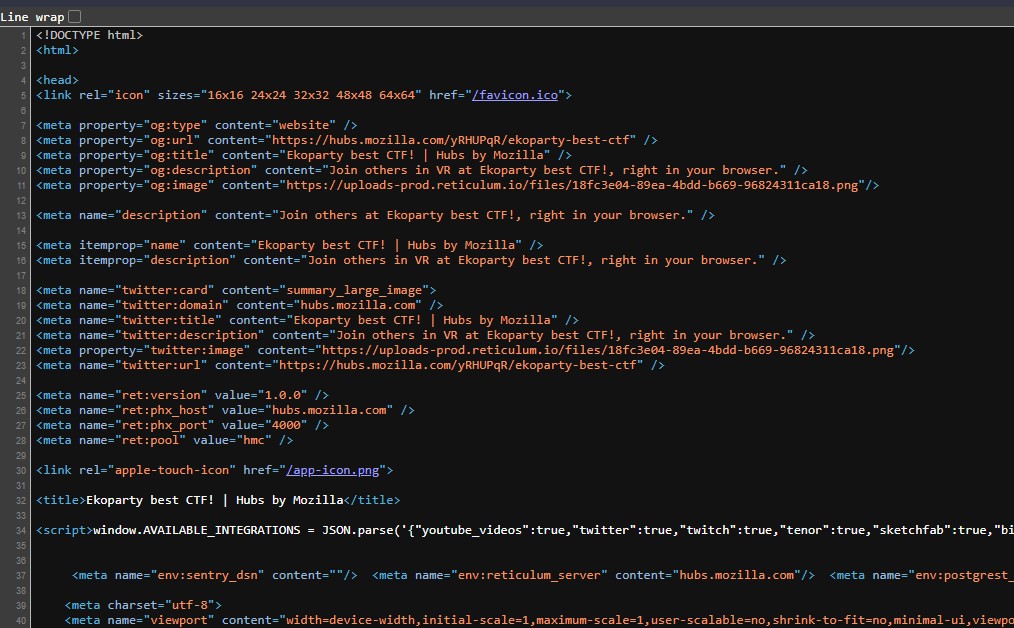 Line wrap
1 <!DOCTYPE html>
2 <html>
3
4 <head>
5 <link rel="icon" sizes="16x16 24x24 32x32 48x48 64x64" href="/favicon.ico">
6
7 <meta property="og:type" content="website" />
8 <meta property="og:url" content="https://hubs.mozilla.com/yRHUPqR/ekoparty-best-ctf" />
9 <meta property="og:title" content="Ekoparty best CTF! | Hubs by Mozilla" />
10 <meta property="og:description" content="Join others in VR at Ekoparty best CTF!, right in your browser." />
11 <meta property="og:image" content="https://uploads-prod.reticulum.io/files/18fc3e04-89ea-4bdd-b669-96824311ca18.png"/>
12
13 <meta name="description" content="Join others at Ekoparty best CTF!, right in your browser." />
14
15 <meta itemprop="name" content="Ekoparty best CTF! | Hubs by Mozilla" />
16 <meta itemprop="description" content="Join others in VR at Ekoparty best CTF!, right in your browser." />
17
18 <meta name="twitter:card" content="summary_large_image">
19 <meta name="twitter:domain" content="hubs.mozilla.com" />
20 <meta name="twitter:title" content="Ekoparty best CTF! | Hubs by Mozilla" />
21 <meta name="twitter:description" content="Join others in VR at Ekoparty best CTF!, right in your browser." />
22 <meta property="twitter:image" content="https://uploads-prod.reticulum.io/files/18fc3e04-89ea-4bdd-b669-96824311ca18.png"/>
23 <meta name="twitter:url" content="https://hubs.mozilla.com/yRHUPqR/ekoparty-best-ctf" />
24
25 <meta name="ret:version" value="1.0.0" />
26 <meta name="ret:phx_host" value="hubs.mozilla.com" />
27 <meta name="ret:phx_port" value="4000" />
28 <meta name="ret:pool" value="hmc" />
29
30 <link rel="apple-touch-icon" href="/app-icon.png">
31
32 <title>Ekoparty best CTF! | Hubs by Mozilla</title>
33
34 <script>window.AVAILABLE_INTEGRATIONS = JSON.parse('{"youtube_videos":true,"twitter":true,"twitch":true,"tenor":true,"sketchfab":true,"bi
35
36
37 <meta name="env:sentry_dsn" content=""/> <meta name="env:reticulum_server" content="hubs.mozilla.com"/> <meta name="env:postgrest_
38
39 <meta charset="utf-8">
40 <meta name="viewport" content="width=device-width,initial-scale=1,maximum-scale=1,user-scalable=no,shrink-to-fit=no,minimal-ui,viewpo